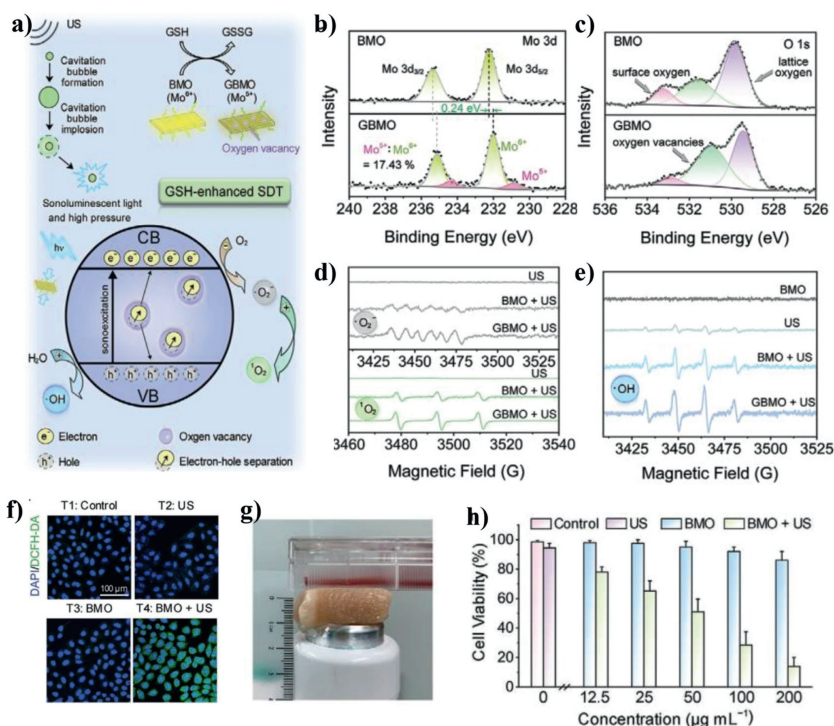 a)
US
Cavitation
bubble
formation
Cavitation
bubble
implosion
Sonoluminescent light
and high pressure
GSH GSSG
BMO GBMO
(Mo⁶⁺) (Mo⁵⁺)
Oxygen vacancy
GSH-enhanced SDT
hν
CB
e⁻ e⁻ e⁻ e⁻ e⁻
O₂
·O₂⁻
¹O₂
sonoexcitation
Electron-hole separation
H₂O
·OH
h⁺ h⁺ h⁺ h⁺ h⁺
VB
e⁻ Electron
Oxgen vacancy
h⁺ Hole
Electron-hole separation
b)
BMO Mo 3d
Mo 3d₃/₂ Mo 3d₅/₂
0.24 eV
GBMO
Mo⁵⁺: Mo⁶⁺
= 17.43 %
Mo⁶⁺
Mo⁵⁺
Intensity
240 238 236 234 232 230 228
Binding Energy (eV)
c)
BMO O 1s
surface oxygen
lattice
oxygen
GBMO
oxygen vacancies
Intensity
536 534 532 530 528 526
Binding Energy (eV)
d)
US
BMO + US
·O₂⁻
GBMO + US
3425 3450 3475 3500 3525
US
BMO + US
¹O₂
GBMO + US
3460 3480 3500 3520 3540
Magnetic Field (G)
e)
BMO
US
BMO + US
·OH
GBMO + US
3425 3450 3475 3500 3525
Magnetic Field (G)
f)
T1: Control T2: US
DAPI/DCFH-DA
100 μm
T3: BMO T4: BMO + US
g)
h)
Control US BMO BMO + US
Cell Viability (%)
100
80
60
40
20
0
0 12.5 25 50 100 200
Concentration (μg mL⁻¹)